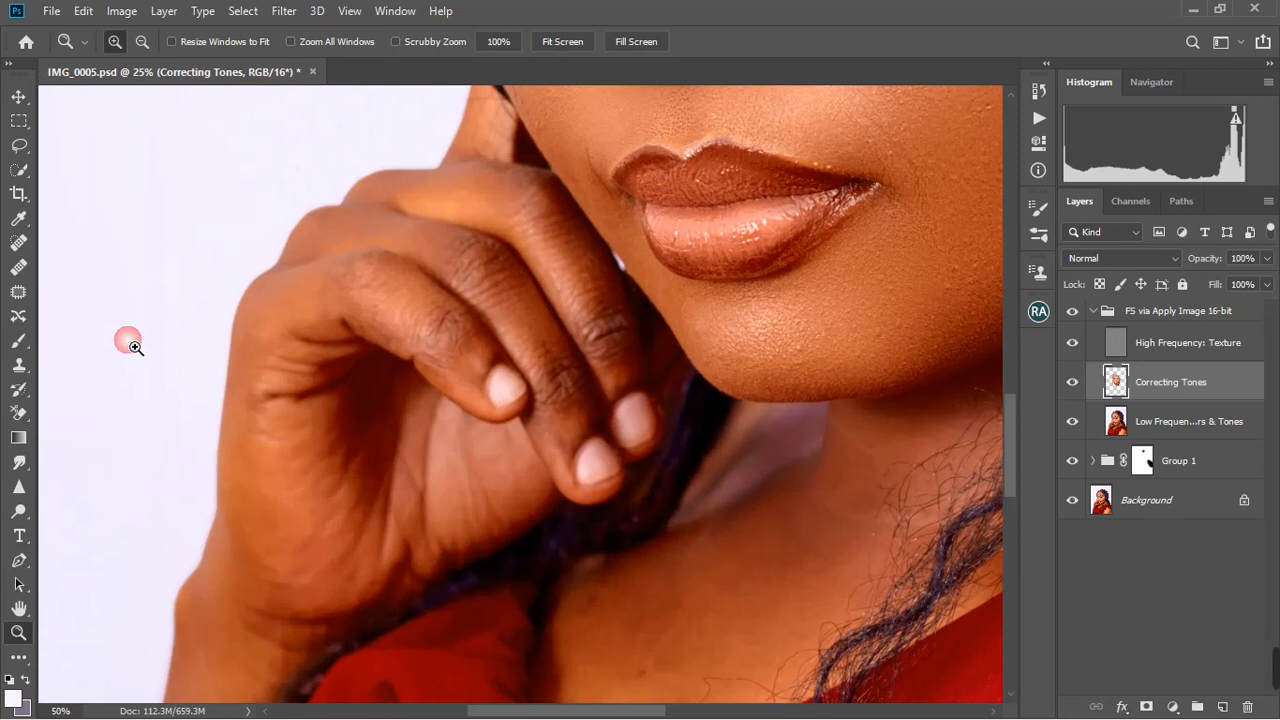 Ps File Edit Image Layer Type Select Filter 3D View Window Help
Resize Windows to Fit Zoom All Windows Scrubby Zoom 100% Fit Screen Fill Screen
IMG_0005.psd @ 25% (Correcting Tones, RGB/16*) *
Histogram Navigator
Layers Channels Paths
Kind
Normal Opacity: 100%
Lock: Fill: 100%
FS via Apply Image 16-bit
RA
High Frequency: Texture
Correcting Tones
Low Frequen...rs & Tones
Group 1
Background
50% Doc: 112.3M/659.3M